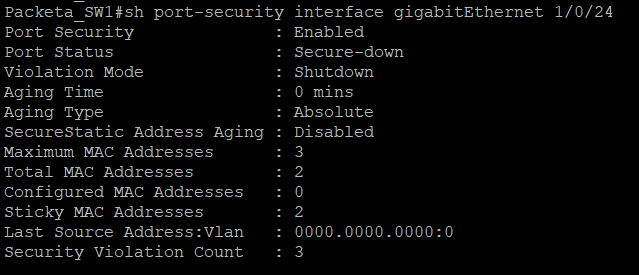 Packeta_SW1#sh port-security interface gigabitEthernet 1/0/24
Port Security              : Enabled
Port Status                : Secure-down
Violation Mode             : Shutdown
Aging Time                 : 0 mins
Aging Type                 : Absolute
SecureStatic Address Aging : Disabled
Maximum MAC Addresses      : 3
Total MAC Addresses        : 2
Configured MAC Addresses   : 0
Sticky MAC Addresses       : 2
Last Source Address:Vlan   : 0000.0000.0000:0
Security Violation Count   : 3